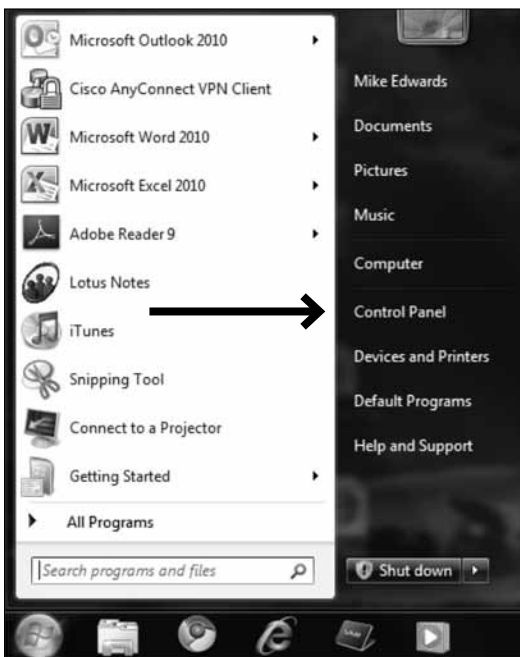 Microsoft Outlook 2010
Cisco AnyConnect VPN Client
Microsoft Word 2010
Microsoft Excel 2010
Adobe Reader 9
Lotus Notes
iTunes
Snipping Tool
Connect to a Projector
Getting Started
All Programs
Search programs and files
Mike Edwards
Documents
Pictures
Music
Computer
Control Panel
Devices and Printers
Default Programs
Help and Support
Shut down